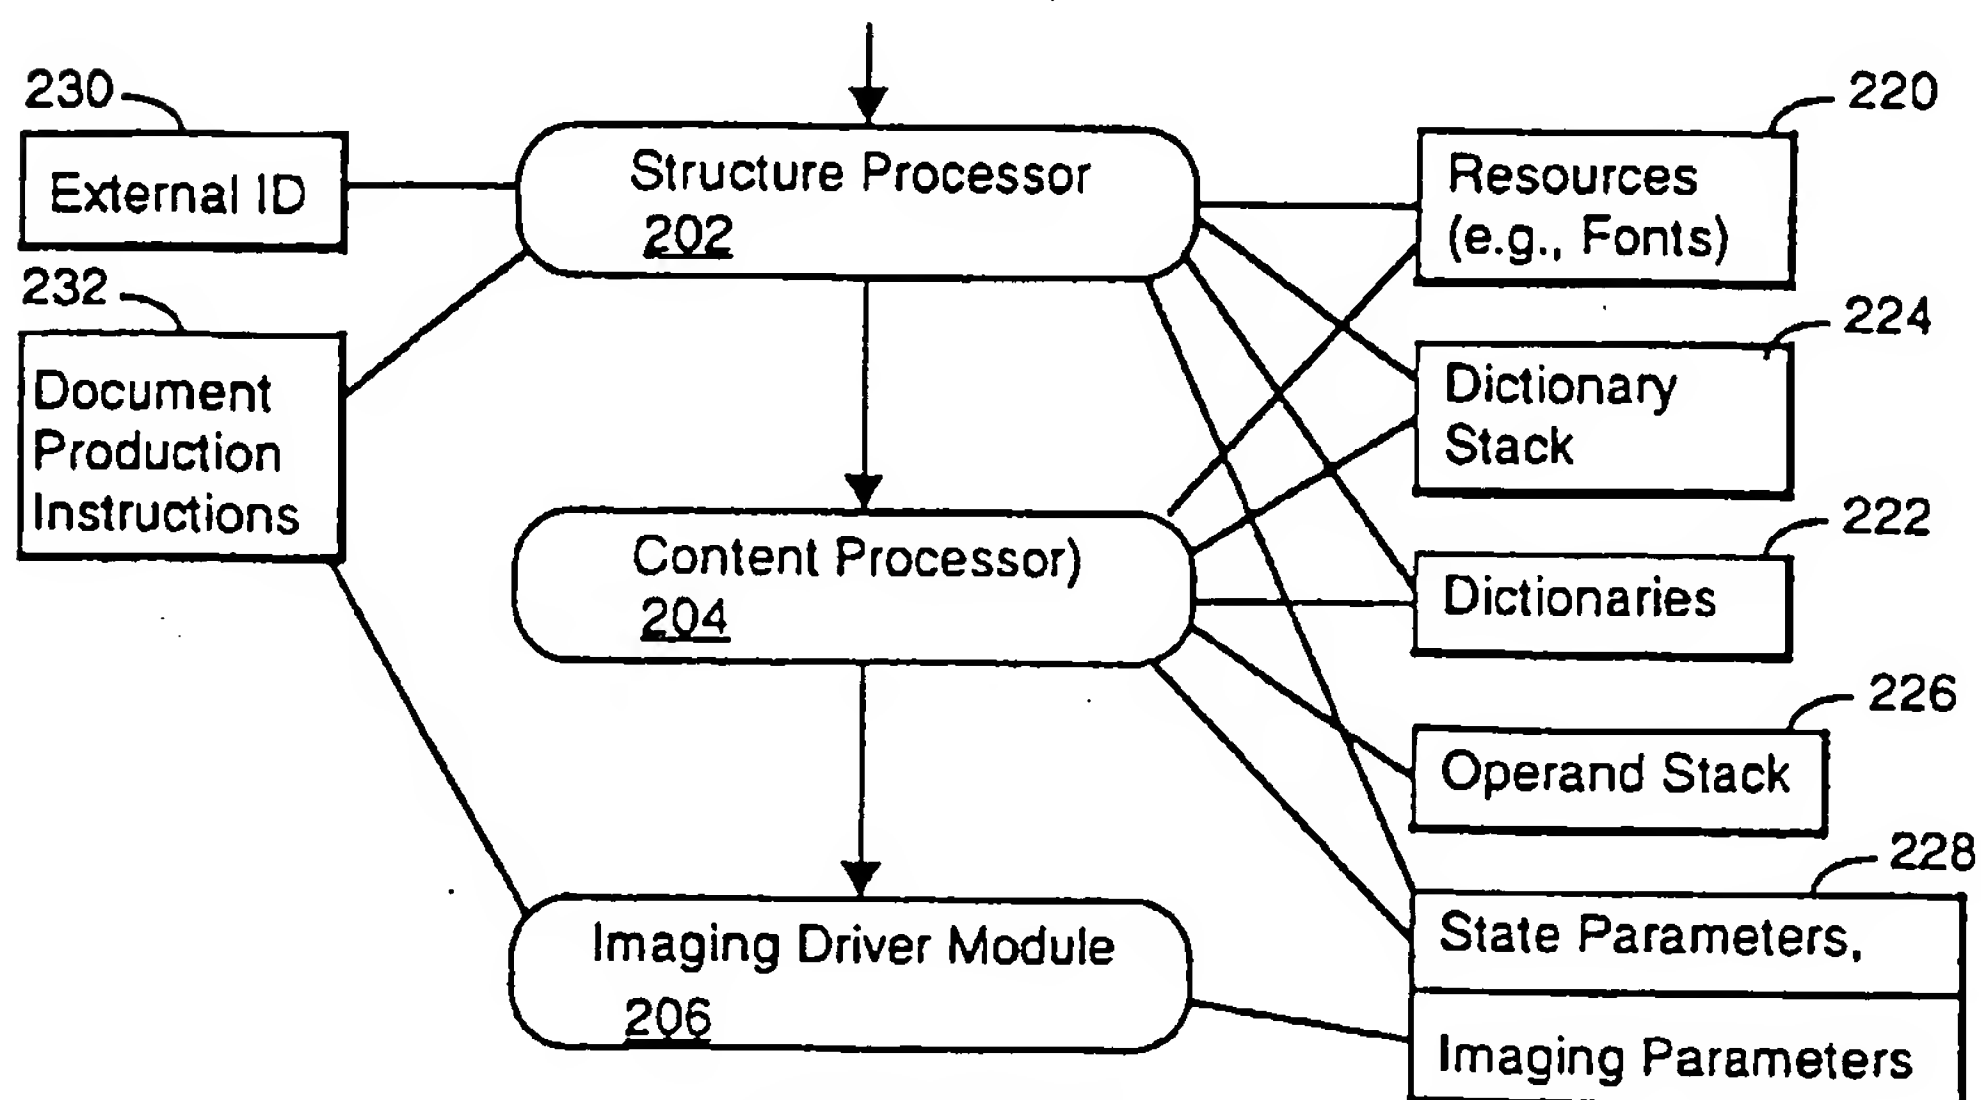 230
External ID
232
Document
Production
Instructions
Structure Processor
202
Content Processor)
204
Imaging Driver Module
206
220
Resources
(e.g., Fonts)
224
Dictionary
Stack
222
Dictionaries
226
Operand Stack
228
State Parameters,
Imaging Parameters